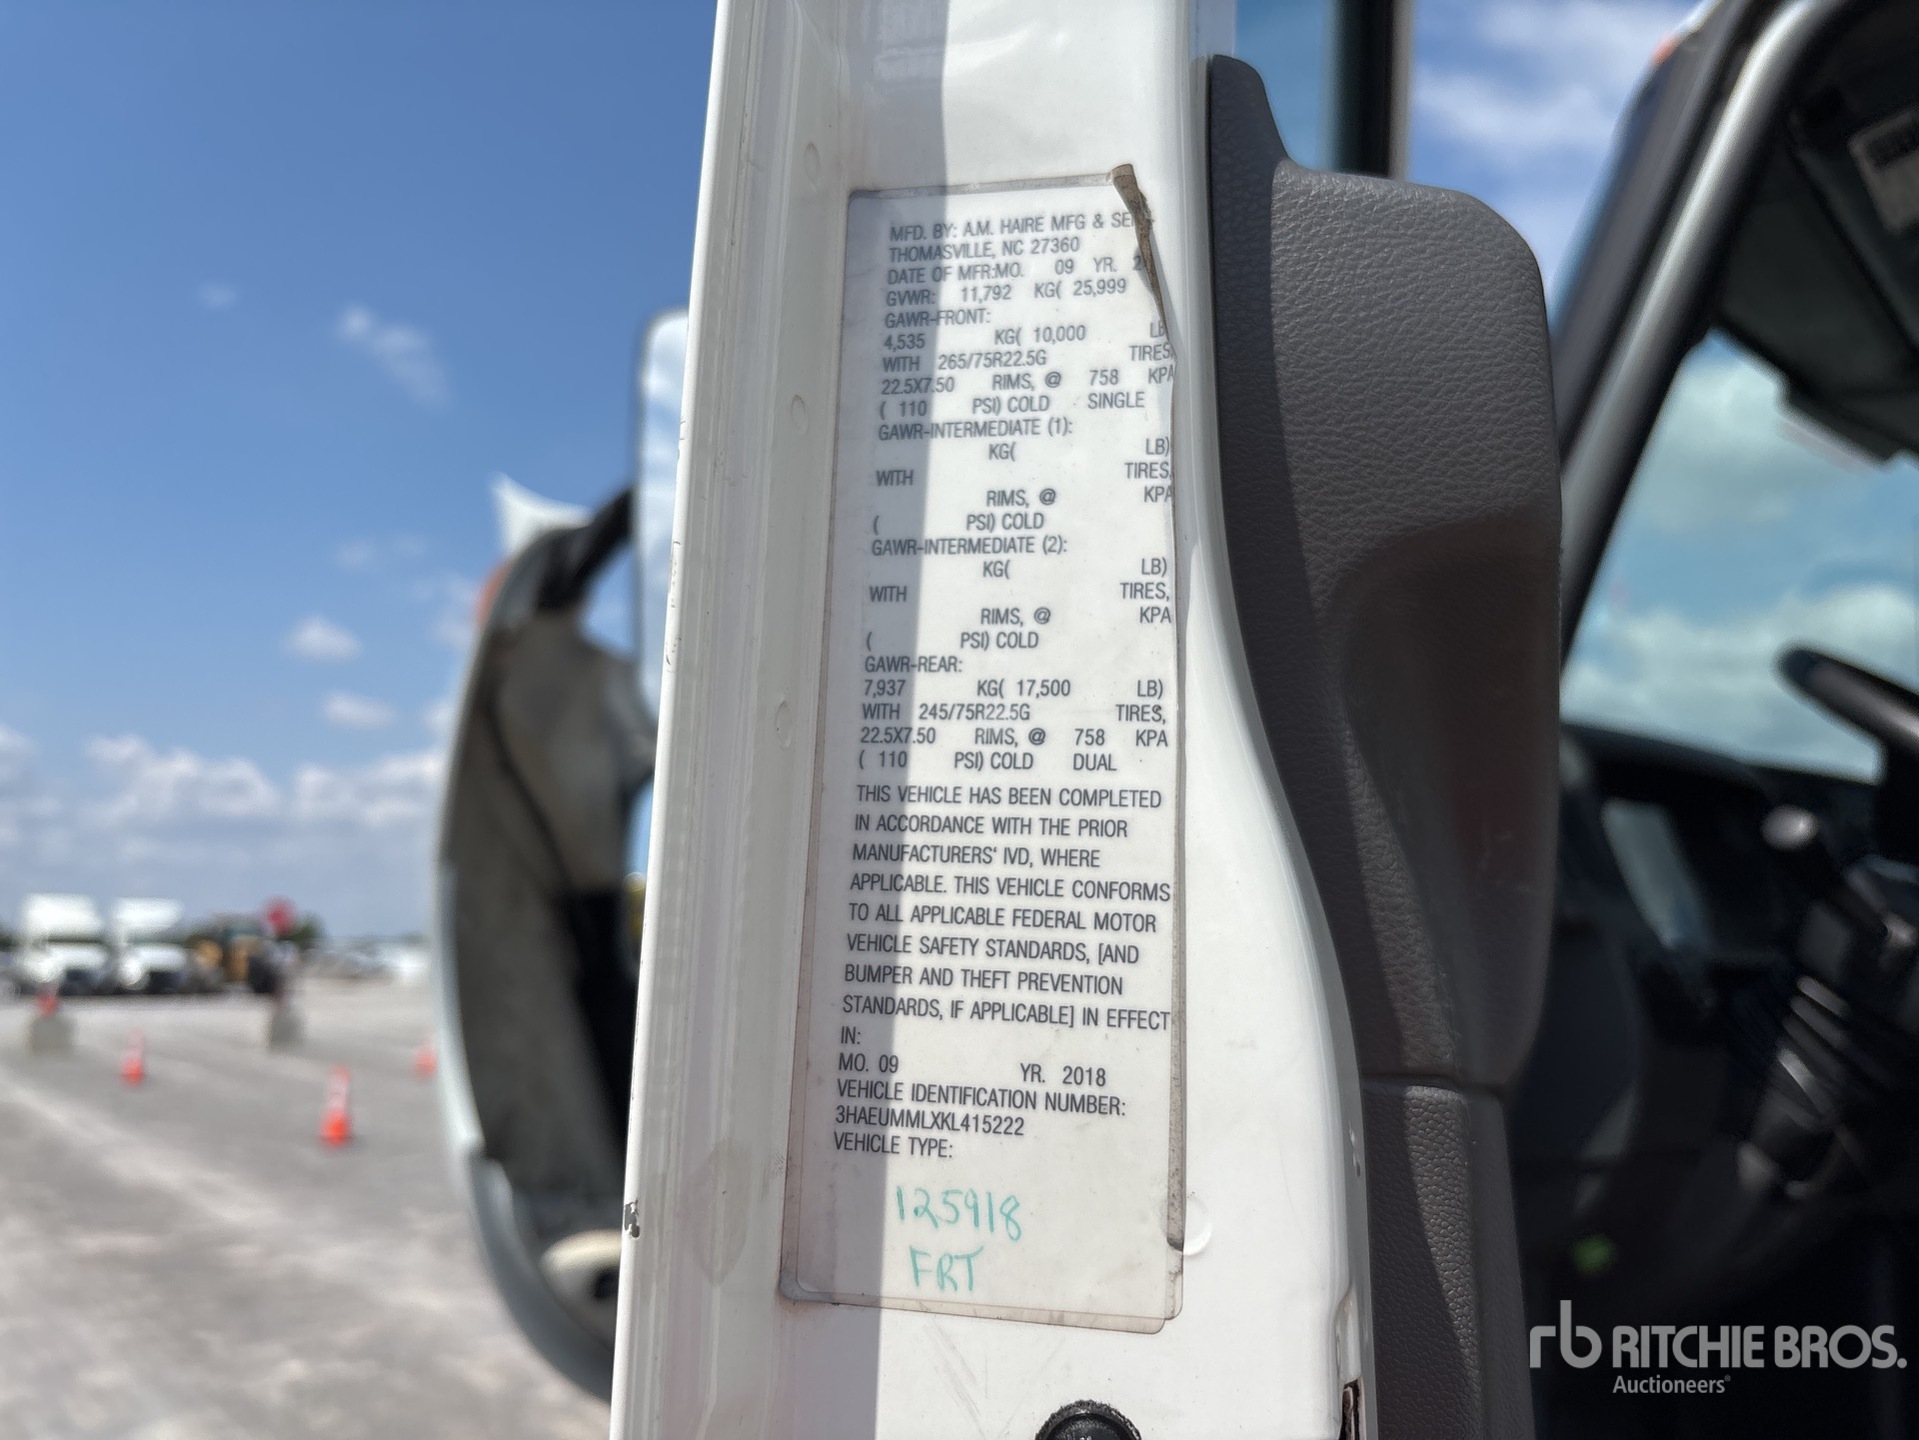 MFD. BY: A.M. HAIRE MFG &
THOMASVILLE, NC 27360
DATE OF MFR:MO. 09 YR.
GVWR: 11,792 KG( 25,999
GAWR-FRONT:
4,535 KG( 10,000 LB
WITH 265/75R22.5G TIRES,
22.5X7.50 RIMS, @ 758 KPA
( 110 PSI) COLD SINGLE
GAWR-INTERMEDIATE (1):
KG( LB)
WITH TIRES,
RIMS, @ KPA
( PSI) COLD
GAWR-INTERMEDIATE (2):
KG( LB)
WITH TIRES,
RIMS, @ KPA
( PSI) COLD
GAWR-REAR:
7,937 KG( 17,500 LB)
WITH 245/75R22.5G TIRES,
22.5X7.50 RIMS, @ 758 KPA
( 110 PSI) COLD DUAL
THIS VEHICLE HAS BEEN COMPLETED
IN ACCORDANCE WITH THE PRIOR
MANUFACTURERS' IVD, WHERE
APPLICABLE. THIS VEHICLE CONFORMS
TO ALL APPLICABLE FEDERAL MOTOR
VEHICLE SAFETY STANDARDS, [AND
BUMPER AND THEFT PREVENTION
STANDARDS, IF APPLICABLE] IN EFFECT
IN:
MO. 09 YR. 2018
VEHICLE IDENTIFICATION NUMBER:
3HAEUMMLXKL415222
VEHICLE TYPE:
125918
FRT
rb RITCHIE BROS.
Auctioneers®